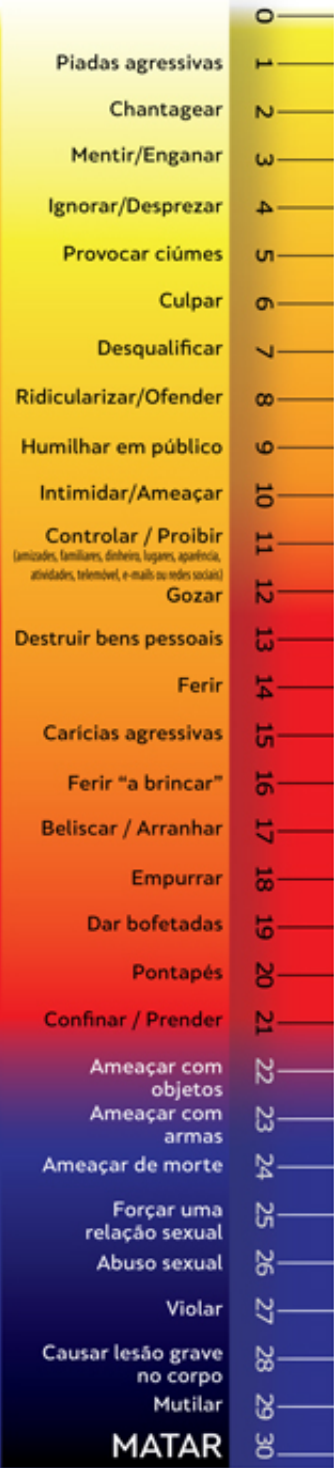 0
Piadas agressivas 1
Chantagear 2
Mentir/Enganar 3
Ignorar/Desprezar 4
Provocar ciúmes 5
Culpar 6
Desqualificar 7
Ridicularizar/Ofender 8
Humilhar em público 9
Intimidar/Ameaçar 10
Controlar / Proibir 11
(amizades, familiares, dinheiro, lugares, aparência,
atividades, telemóvel, e-mails ou redes sociais)
Gozar 12
Destruir bens pessoais 13
Ferir 14
Carícias agressivas 15
Ferir “a brincar” 16
Beliscar / Arranhar 17
Empurrar 18
Dar bofetadas 19
Pontapés 20
Confinar / Prender 21
Ameaçar com 22
objetos
Ameaçar com 23
armas
Ameaçar de morte 24
Forçar uma 25
relação sexual
Abuso sexual 26
Violar 27
Causar lesão grave 28
no corpo
Mutilar 29
MATAR 30